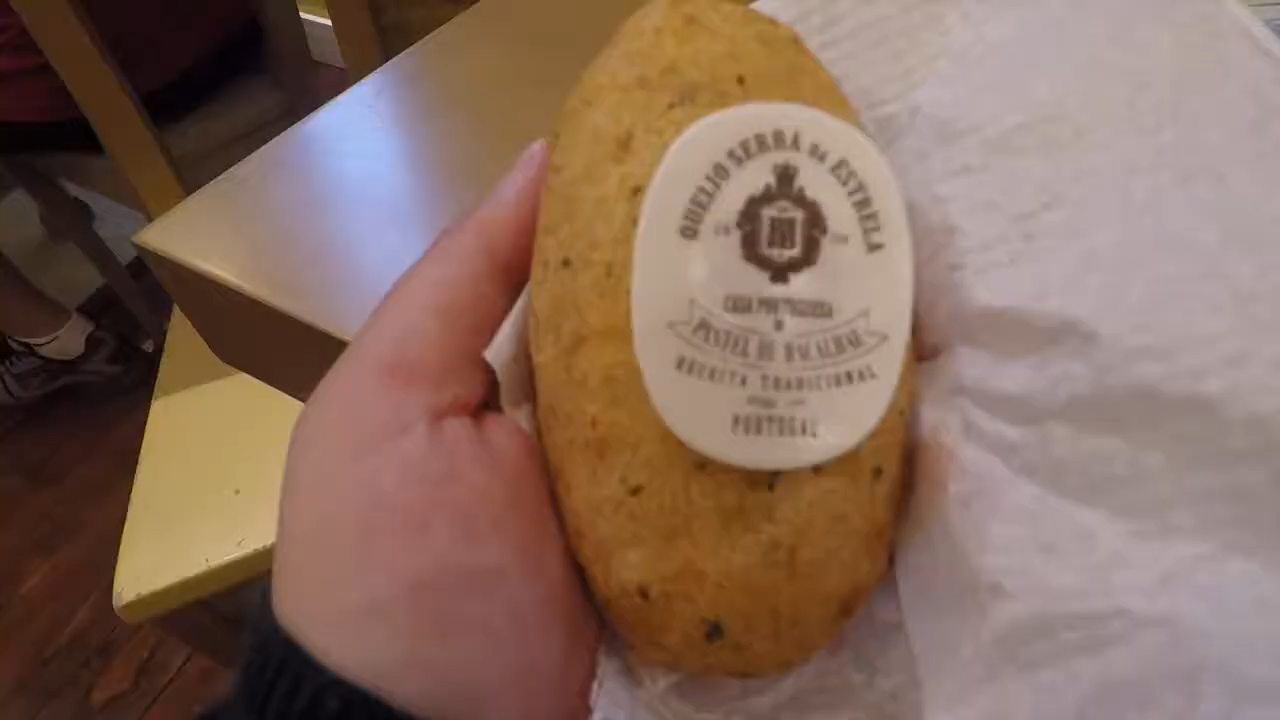 QUEIJO SERRA DA ESTRELA
CASA PORTUGUESA
DO
PASTEL DE BACALHAU
RECEITA TRADICIONAL
PORTUGAL